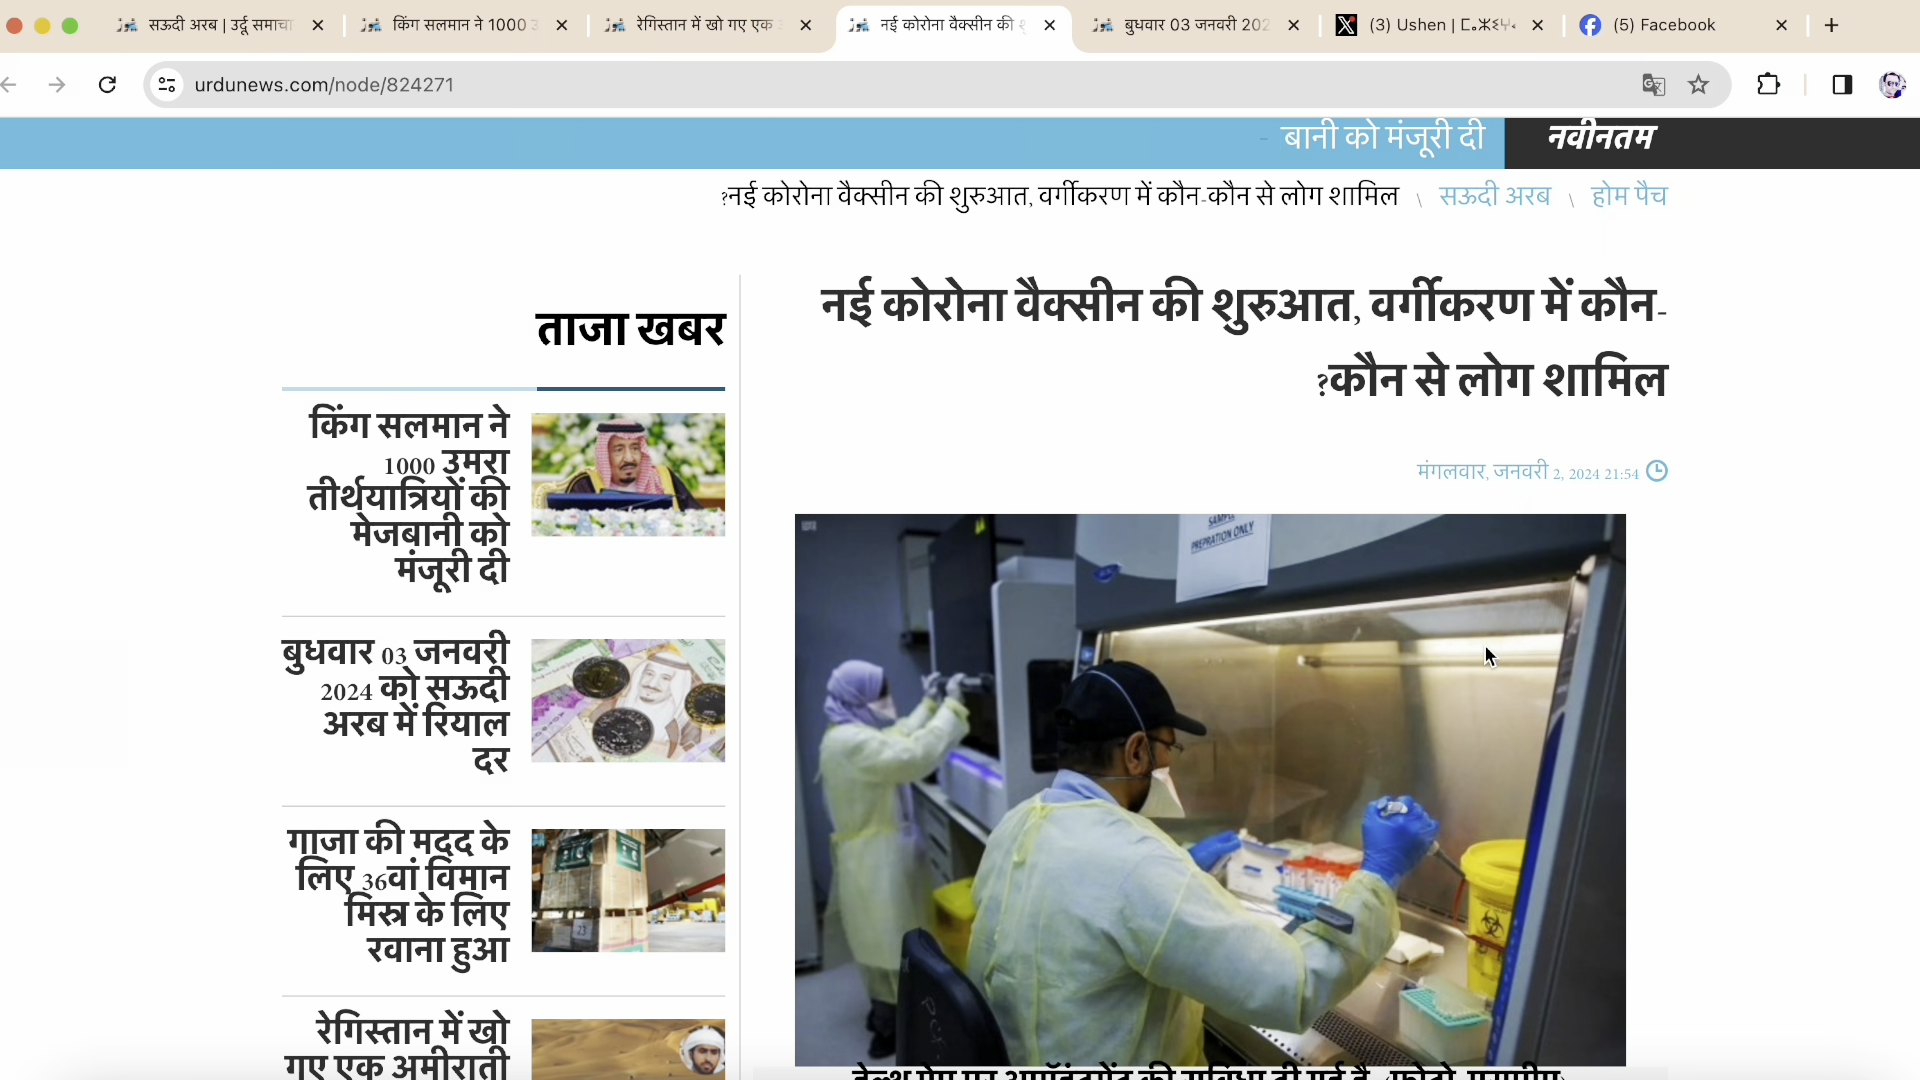 सऊदी अरब | उर्दू समाचा
किंग सलमान ने 1000
रेगिस्तान में खो गए एक
नई कोरोना वैक्सीन की
बुधवार 03 जनवरी 202
(3) Ushen |
(5) Facebook
urdunews.com/node/824271
बानी को मंजूरी दी
नवीनतम
?नई कोरोना वैक्सीन की शुरुआत, वर्गीकरण में कौन-कौन से लोग शामिल \ सऊदी अरब \ होम पैच
नई कोरोना वैक्सीन की शुरुआत, वर्गीकरण में कौन-
?कौन से लोग शामिल
मंगलवार, जनवरी 2, 2024 21:54
SAMPLE
PREPRATION ONLY
ताजा खबर
किंग सलमान ने
1000 उमरा
तीर्थयात्रियों की
मेजबानी को
मंजूरी दी
बुधवार 03 जनवरी
2024 को सऊदी
अरब में रियाल
दर
गाजा की मदद के
लिए 36वां विमान
मिस्र के लिए
रवाना हुआ
23
रेगिस्तान में खो
गए एक अमीराती